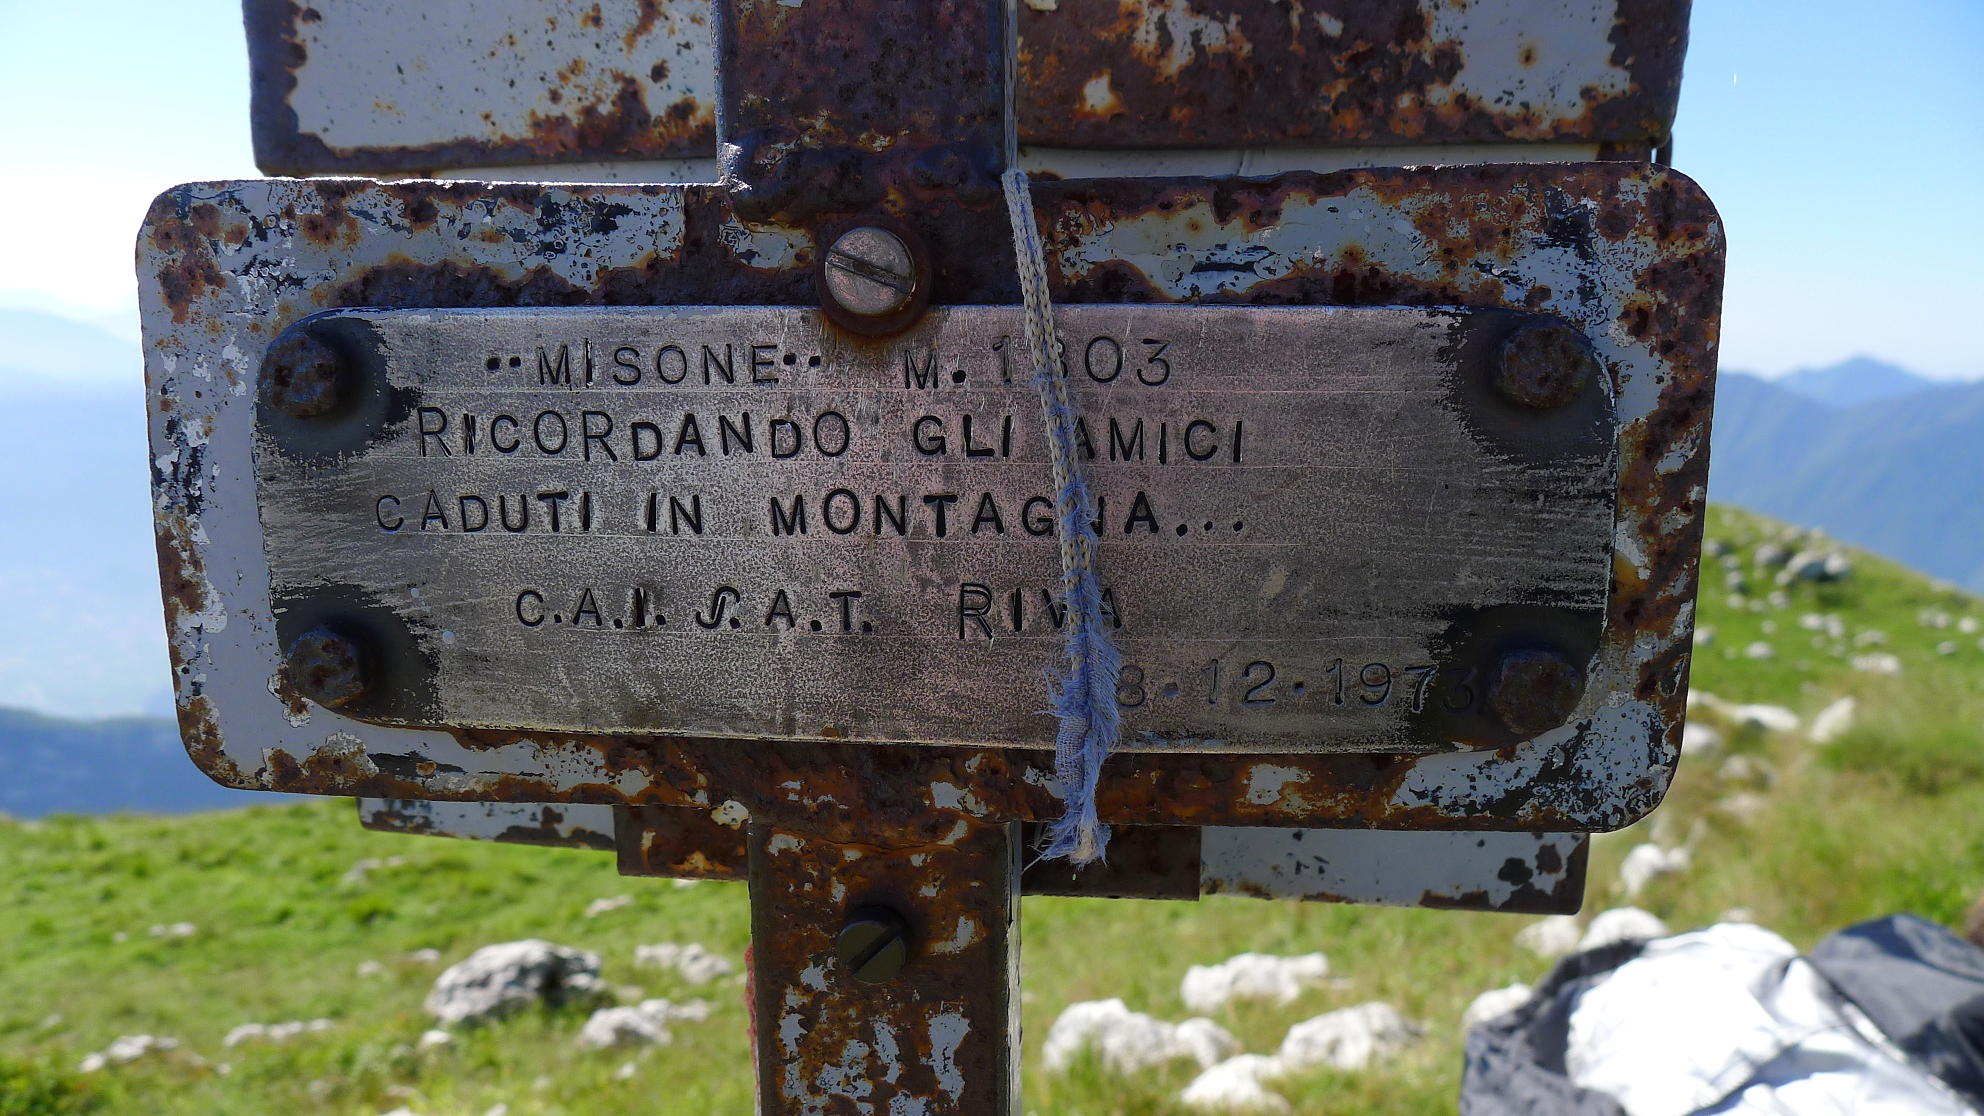 "MISONE" M. 1803
RICORDANDO GLI AMICI
CADUTI IN MONTAGNA...
C.A.I. S.A.T. RIVA
8.12.1973